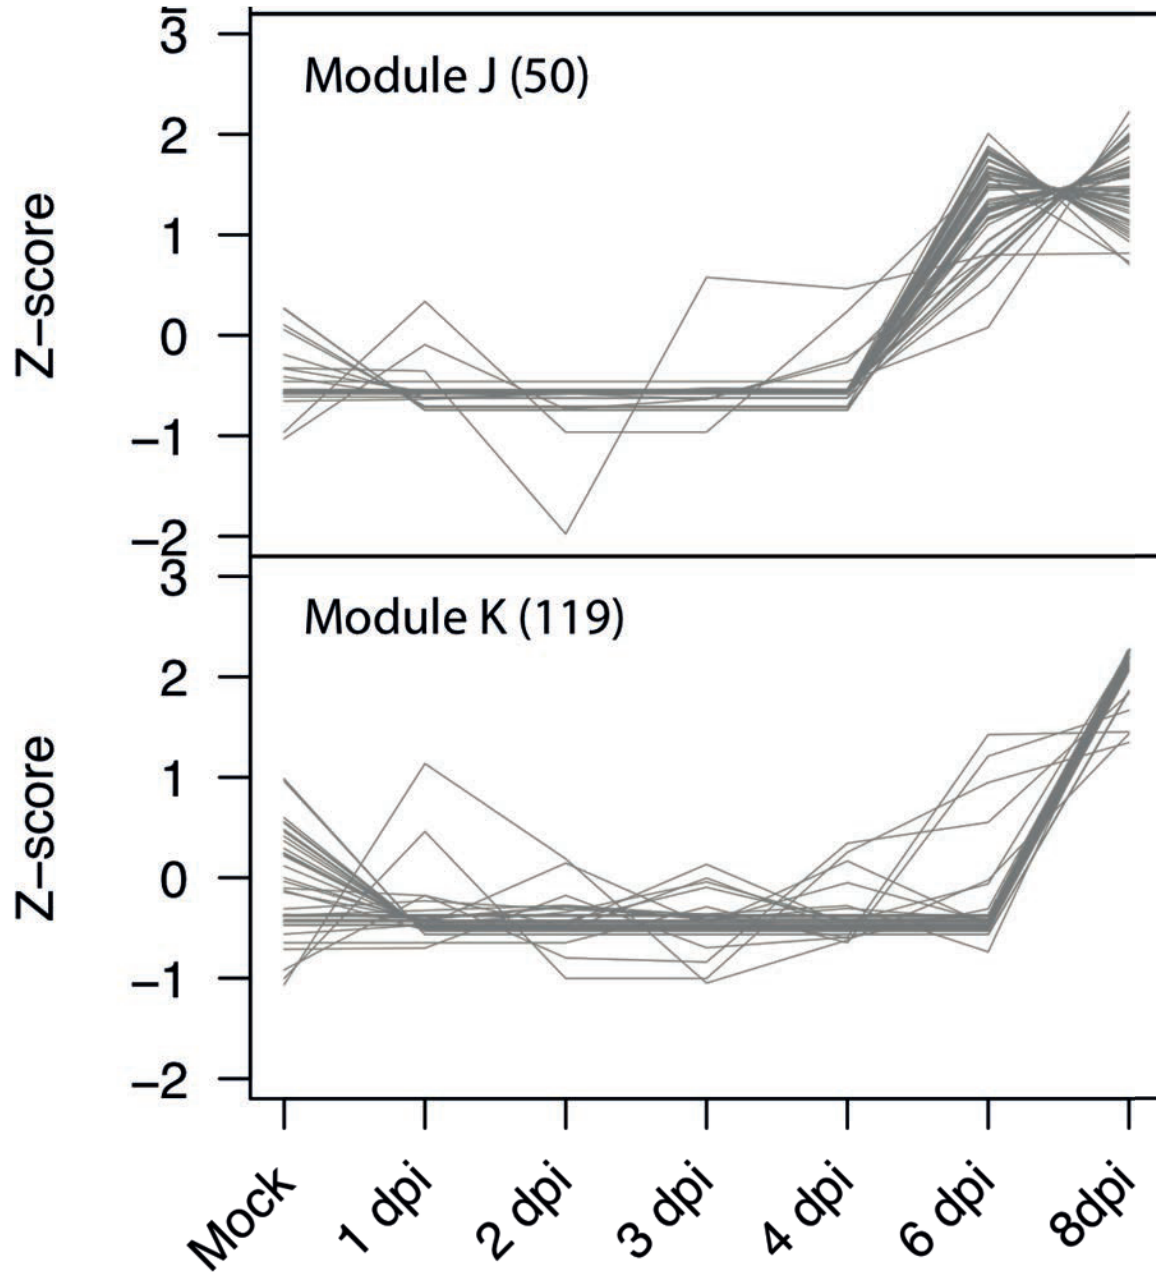 3
Module J (50)
2
1
0
−1
−2
Z−score
3
Module K (119)
2
1
0
−1
−2
Z−score
Mock
1 dpi
2 dpi
3 dpi
4 dpi
6 dpi
8dpi